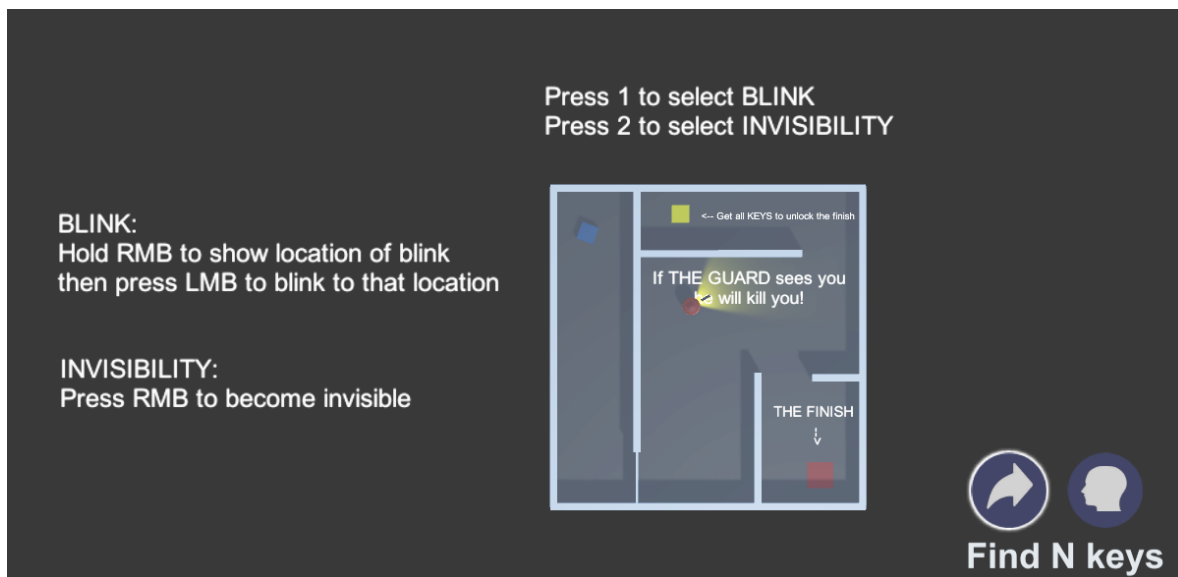 Press 1 to select BLINK
Press 2 to select INVISIBILITY
BLINK:
Hold RMB to show location of blink
then press LMB to blink to that location
INVISIBILITY:
Press RMB to become invisible
<-- Get all KEYS to unlock the finish
If THE GUARD sees you
he will kill you!
THE FINISH
Find N keys